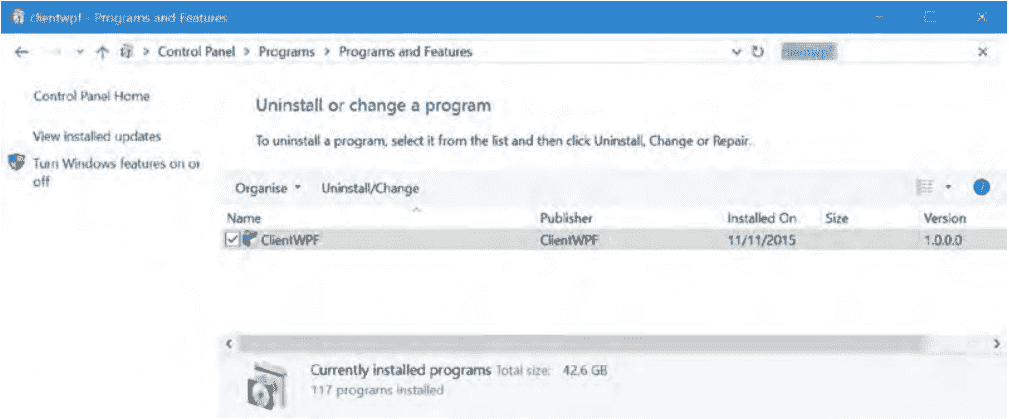 clientwpf - Programs and Features
Control Panel > Programs > Programs and Features
clientwpf
Control Panel Home
View installed updates
Turn Windows features on or
off
Uninstall or change a program
To uninstall a program, select it from the list and then click Uninstall, Change or Repair.
Organise Uninstall/Change
Name Publisher Installed On Size Version
ClientWPF ClientWPF 11/11/2015 1.0.0.0
Currently installed programs Total size: 42.6 GB
117 programs installed